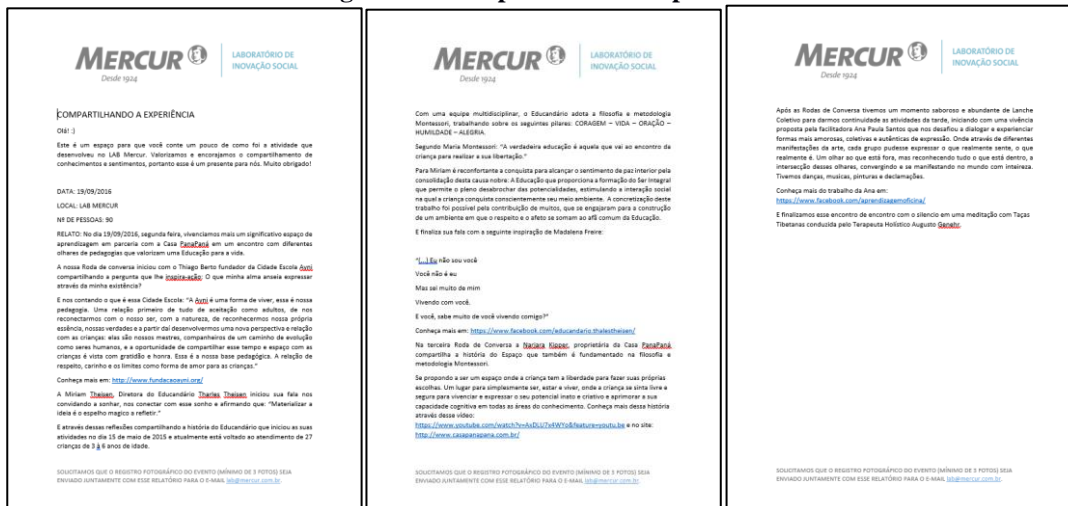 MERCUR
Desde 1924
LABORATÓRIO DE
INOVAÇÃO SOCIAL
COMPARTILHANDO A EXPERIÊNCIA
Olá! :)
Este é um espaço para que você conte um pouco de como foi a atividade que
desenvolveu no LAB Mercur. Valorizamos e encorajamos o compartilhamento de
conhecimentos e sentimentos, portanto esse é um presente para nós. Muito obrigado!
DATA: 19/09/2016
LOCAL: LAB MERCUR
Nº DE PESSOAS: 90
RELATO: No dia 19/09/2016, segunda feira, vivenciamos mais um significativo espaço de
aprendizagem em parceria com a Casa PanaPaná em um encontro com diferentes
olhares de pedagogias que valorizem uma Educação para a vida.
A nossa Roda de conversa iniciou com o Thiago Berto fundador da Cidade Escola Ayni
compartilhando a pergunta que lhe inspira-ação: O que minha alma anseia expressar
através da minha existência?
E nos contando o que é essa Cidade Escola: "A Ayni é uma forma de viver, essa é nossa
pedagogia. Uma relação primeiro de tudo de aceitação como adultos, de nos
reconectarmos com o nosso ser, com a natureza, de reconhecermos nossa própria
essência, nossas verdades e a partir daí desenvolvermos uma nova perspectiva e relação
com as crianças: elas são nossos mestres, companheiros de um caminho de evolução
como seres humanos, e a oportunidade de compartilhar esse tempo e espaço com as
crianças é vista com gratidão e honra. Essa é a nossa base pedagógica. A relação de
respeito, carinho e os limites como forma de amor para as crianças."
Conheça mais em: http://www.fundacaoayni.org/
A Miriam Theisen, Diretora do Educandário Tharles Theisen iniciou sua fala nos
convidando a sonhar, nos conectar com esse sonho e afirmando que: "Materializar a
ideia é o espelho magico a refletir."
E através dessas reflexões compartilhando a história do Educandário que iniciou as suas
atividades no dia 15 de maio de 2015 e atualmente está voltado ao atendimento de 27
crianças de 3 à 6 anos de idade.
SOLICITAMOS QUE O REGISTRO FOTOGRÁFICO DO EVENTO (MÍNIMO DE 3 FOTOS) SEJA
ENVIADO JUNTAMENTE COM ESSE RELATÓRIO PARA O E-MAIL lab@mercur.com.br.
MERCUR
Desde 1924
LABORATÓRIO DE
INOVAÇÃO SOCIAL
Com uma equipe multidisciplinar, o Educandário adota a filosofia e metodologia
Montessori, trabalhando sobre os seguintes pilares: CORAGEM – VIDA – ORAÇÃO –
HUMILDADE – ALEGRIA.
Segundo Maria Montessori: "A verdadeira educação é aquela que vai ao encontro da
criança para realizar a sua libertação."
Para Miriam é reconfortante a conquista para alcançar o sentimento de paz interior pela
consolidação desta causa nobre: A Educação que proporciona a formação do Ser Integral
que permite o pleno desabrochar das potencialidades, estimulando a interação social
na qual a criança conquista conscientemente seu meio ambiente. A concretização deste
trabalho foi possível pela contribuição de muitos, que se engajaram para a construção
de um ambiente em que o respeito e o afeto se somam ao afã comum da Educação.
E finaliza sua fala com a seguinte inspiração de Madalena Freire:
"(...) Eu não sou você
Você não é eu
Mas sei muito de mim
Vivendo com você.
E você, sabe muito de você vivendo comigo?"
Conheça mais em: https://www.facebook.com/educandario.tharlestheisen/
Na terceira Roda de Conversa a Narjara Kipper, proprietária da Casa PanaPaná
compartilha a história do Espaço que também é fundamentado na filosofia e
metodologia Montessori.
Se propondo a ser um espaço onde a criança tem a liberdade para fazer suas próprias
escolhas. Um lugar para simplesmente ser, estar e viver, onde a criança se sinta livre e
segura para vivenciar e expressar o seu potencial inato e criativo e aprimorar a sua
capacidade cognitiva em todas as áreas do conhecimento. Conheça mais dessa história
através desse vídeo:
https://www.youtube.com/watch?v=AxDLU7v4WYo&feature=youtu.be e no site:
http://www.casapanapana.com.br/
SOLICITAMOS QUE O REGISTRO FOTOGRÁFICO DO EVENTO (MÍNIMO DE 3 FOTOS) SEJA
ENVIADO JUNTAMENTE COM ESSE RELATÓRIO PARA O E-MAIL lab@mercur.com.br.
MERCUR
Desde 1924
LABORATÓRIO DE
INOVAÇÃO SOCIAL
Após as Rodas de Conversa tivemos um momento saboroso e abundante de Lanche
Coletivo para darmos continuidade as atividades da tarde, iniciando com uma vivência
proposta pela facilitadora Ana Paula Santos que nos desafiou a dialogar e experienciar
formas mais amorosas, coletivas e autênticas de expressão. Onde através de diferentes
manifestações da arte, cada grupo pudesse expressar o que realmente sente, o que
realmente é. Um olhar ao que está fora, mas reconhecendo tudo o que está dentro, a
intersecção desses olhares, convergindo e se manifestando no mundo com inteireza.
Tivemos danças, musicas, pinturas e declamações.
Conheça mais do trabalho da Ana em:
https://www.facebook.com/aprendizagemoficina/
E finalizamos esse encontro de encontro com o silencio em uma meditação com Taças
Tibetanas conduzida pelo Terapeuta Holístico Augusto Genehr.
SOLICITAMOS QUE O REGISTRO FOTOGRÁFICO DO EVENTO (MÍNIMO DE 3 FOTOS) SEJA
ENVIADO JUNTAMENTE COM ESSE RELATÓRIO PARA O E-MAIL lab@mercur.com.br.